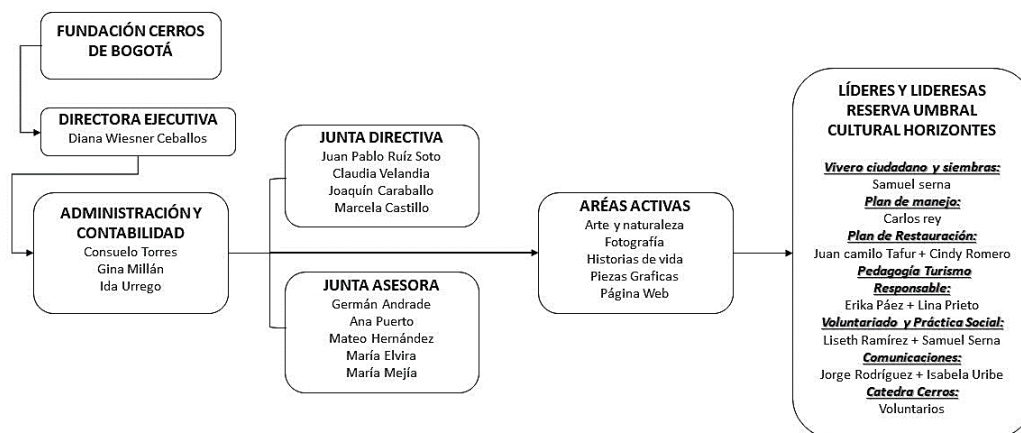 FUNDACIÓN CERROS
DE BOGOTÁ
DIRECTORA EJECUTIVA
Diana Wiesner Ceballos
ADMINISTRACIÓN Y
CONTABILIDAD
Consuelo Torres
Gina Millán
Ida Urrego
JUNTA DIRECTIVA
Juan Pablo Ruíz Soto
Claudia Velandia
Joaquín Caraballo
Marcela Castillo
JUNTA ASESORA
Germán Andrade
Ana Puerto
Mateo Hernández
María Elvira
María Mejía
ARÉAS ACTIVAS
Arte y naturaleza
Fotografía
Historias de vida
Piezas Graficas
Página Web
LÍDERES Y LIDERESAS
RESERVA UMBRAL
CULTURAL HORIZONTES
Vivero ciudadano y siembras:
Samuel serna
Plan de manejo:
Carlos rey
Plan de Restauración:
Juan camilo Tafur + Cindy Romero
Pedagogía Turismo
Responsable:
Erika Páez + Lina Prieto
Voluntariado y Práctica Social:
Liseth Ramírez + Samuel Serna
Comunicaciones:
Jorge Rodríguez + Isabela Uribe
Catedra Cerros:
Voluntarios